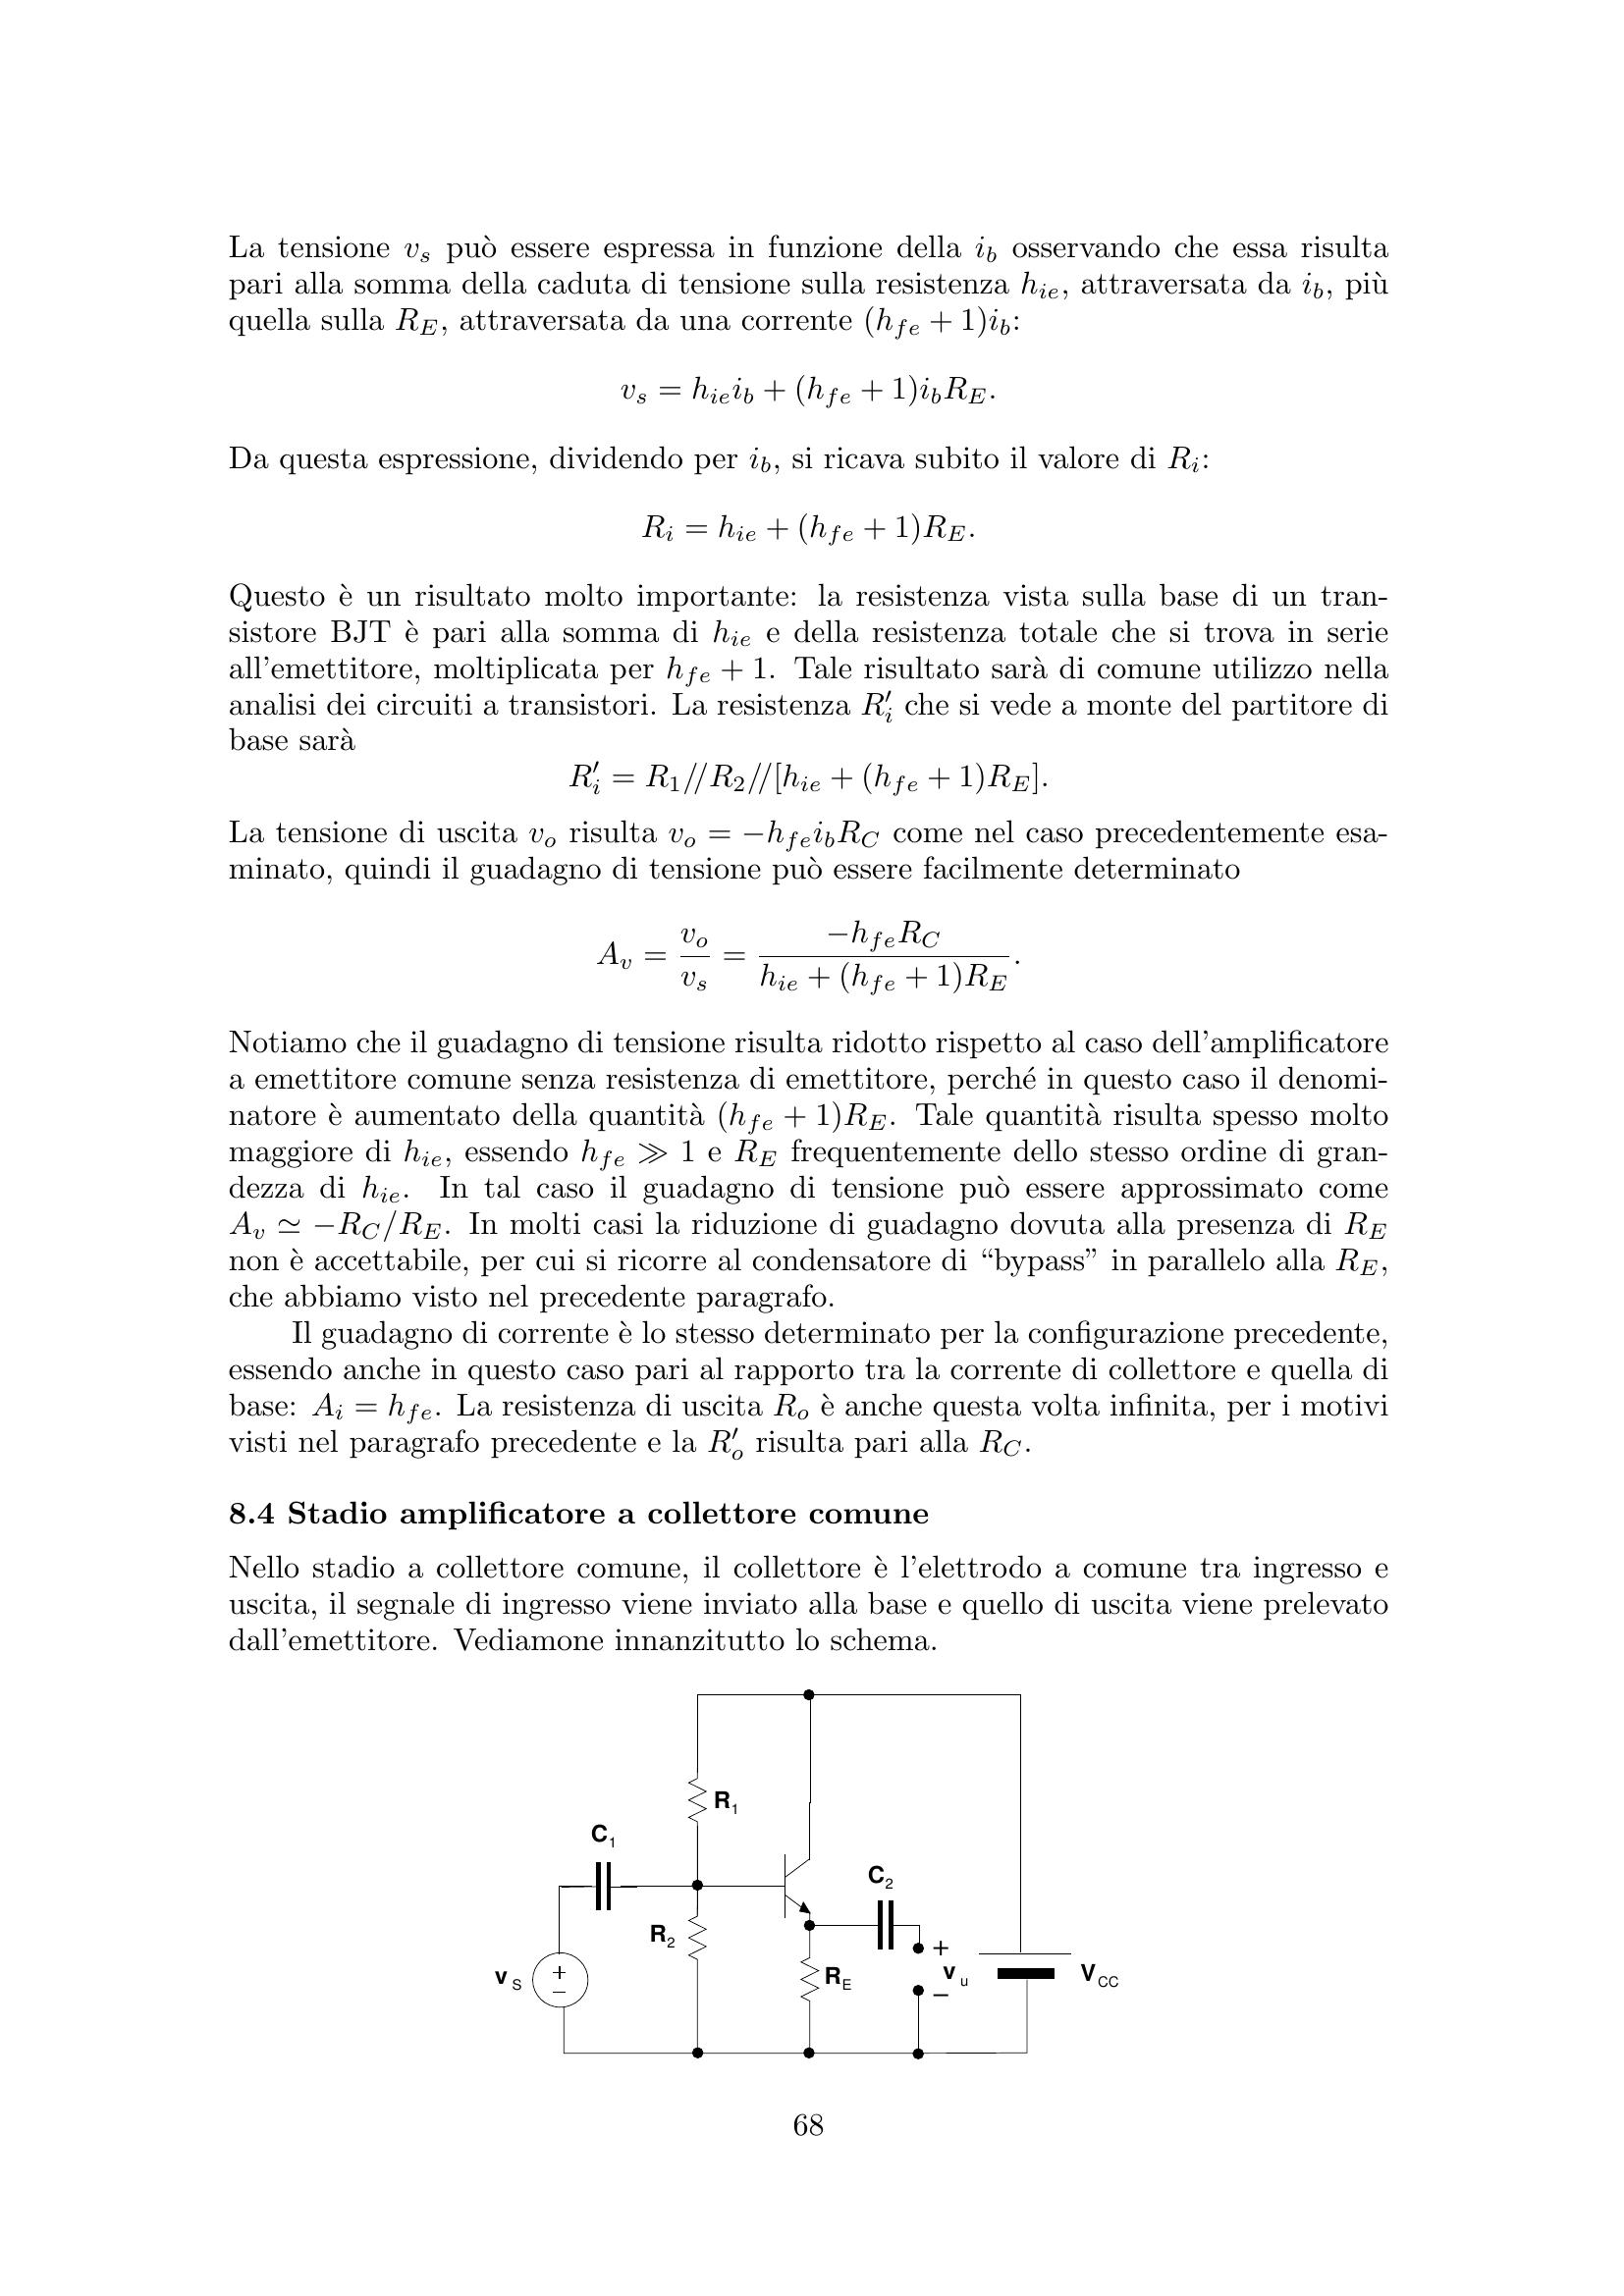 La tensione v_s può essere espressa in funzione della i_b osservando che essa risulta
pari alla somma della caduta di tensione sulla resistenza h_{ie}, attraversata da i_b, più
quella sulla R_E, attraversata da una corrente (h_{fe} + 1)i_b:
v_s = h_{ie}i_b + (h_{fe} + 1)i_bR_E.
Da questa espressione, dividendo per i_b, si ricava subito il valore di R_i:
R_i = h_{ie} + (h_{fe} + 1)R_E.
Questo è un risultato molto importante: la resistenza vista sulla base di un tran-
sistore BJT è pari alla somma di h_{ie} e della resistenza totale che si trova in serie
all'emettitore, moltiplicata per h_{fe} + 1. Tale risultato sarà di comune utilizzo nella
analisi dei circuiti a transistori. La resistenza R'_i che si vede a monte del partitore di
base sarà
R'_i = R_1//R_2//[h_{ie} + (h_{fe} + 1)R_E].
La tensione di uscita v_o risulta v_o = −h_{fe}i_bR_C come nel caso precedentemente esa-
minato, quindi il guadagno di tensione può essere facilmente determinato
A_v = \frac{v_o}{v_s} = \frac{−h_{fe}R_C}{h_{ie} + (h_{fe} + 1)R_E}.
Notiamo che il guadagno di tensione risulta ridotto rispetto al caso dell'amplificatore
a emettitore comune senza resistenza di emettitore, perché in questo caso il denomi-
natore è aumentato della quantità (h_{fe} + 1)R_E. Tale quantità risulta spesso molto
maggiore di h_{ie}, essendo h_{fe} ≫ 1 e R_E frequentemente dello stesso ordine di gran-
dezza di h_{ie}. In tal caso il guadagno di tensione può essere approssimato come
A_v ≃ −R_C/R_E. In molti casi la riduzione di guadagno dovuta alla presenza di R_E
non è accettabile, per cui si ricorre al condensatore di “bypass” in parallelo alla R_E,
che abbiamo visto nel precedente paragrafo.
Il guadagno di corrente è lo stesso determinato per la configurazione precedente,
essendo anche in questo caso pari al rapporto tra la corrente di collettore e quella di
base: A_i = h_{fe}. La resistenza di uscita R_o è anche questa volta infinita, per i motivi
visti nel paragrafo precedente e la R'_o risulta pari alla R_C.
8.4 Stadio amplificatore a collettore comune
Nello stadio a collettore comune, il collettore è l'elettrodo a comune tra ingresso e
uscita, il segnale di ingresso viene inviato alla base e quello di uscita viene prelevato
dall'emettitore. Vediamone innanzitutto lo schema.
R_1
C_1
C_2
R_2
+
v_S
+
−
R_E
v_u
−
V_{CC}
68